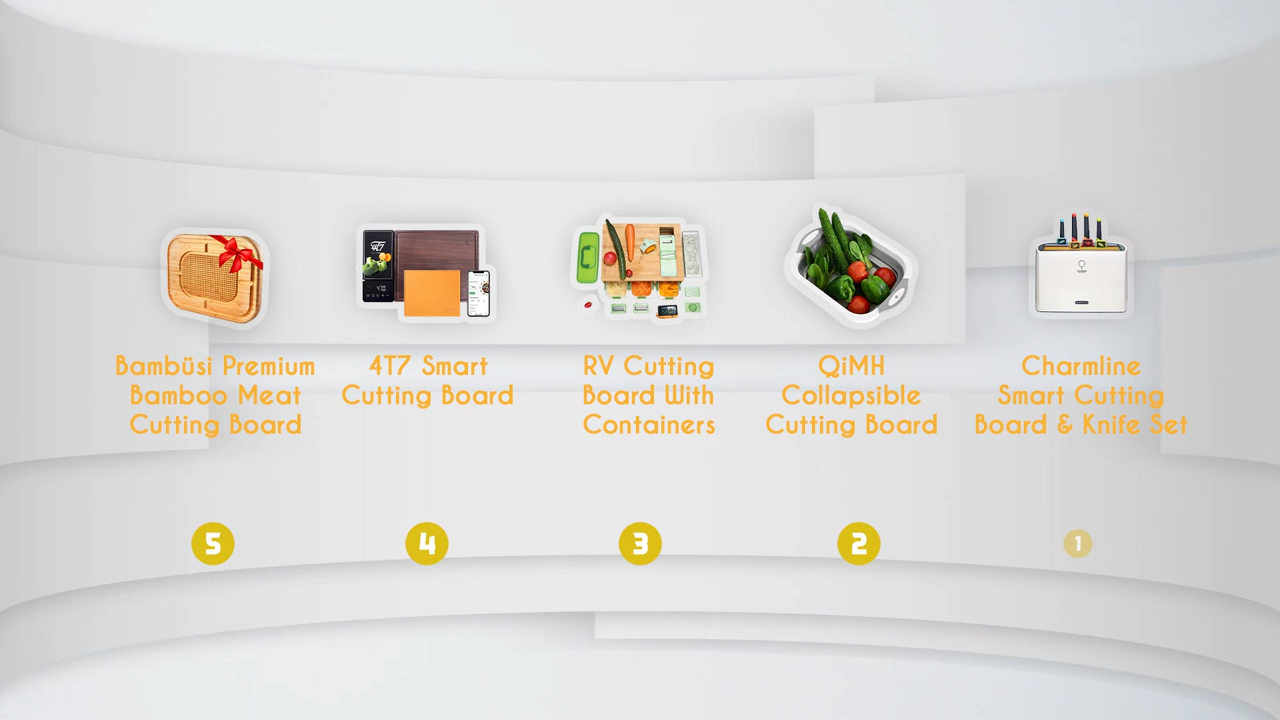 Bambüsi Premium
Bamboo Meat
Cutting Board
4T7 Smart
Cutting Board
RV Cutting
Board With
Containers
QiMH
Collapsible
Cutting Board
Charmline
Smart Cutting
Board & Knife Set
5
4
3
2
1